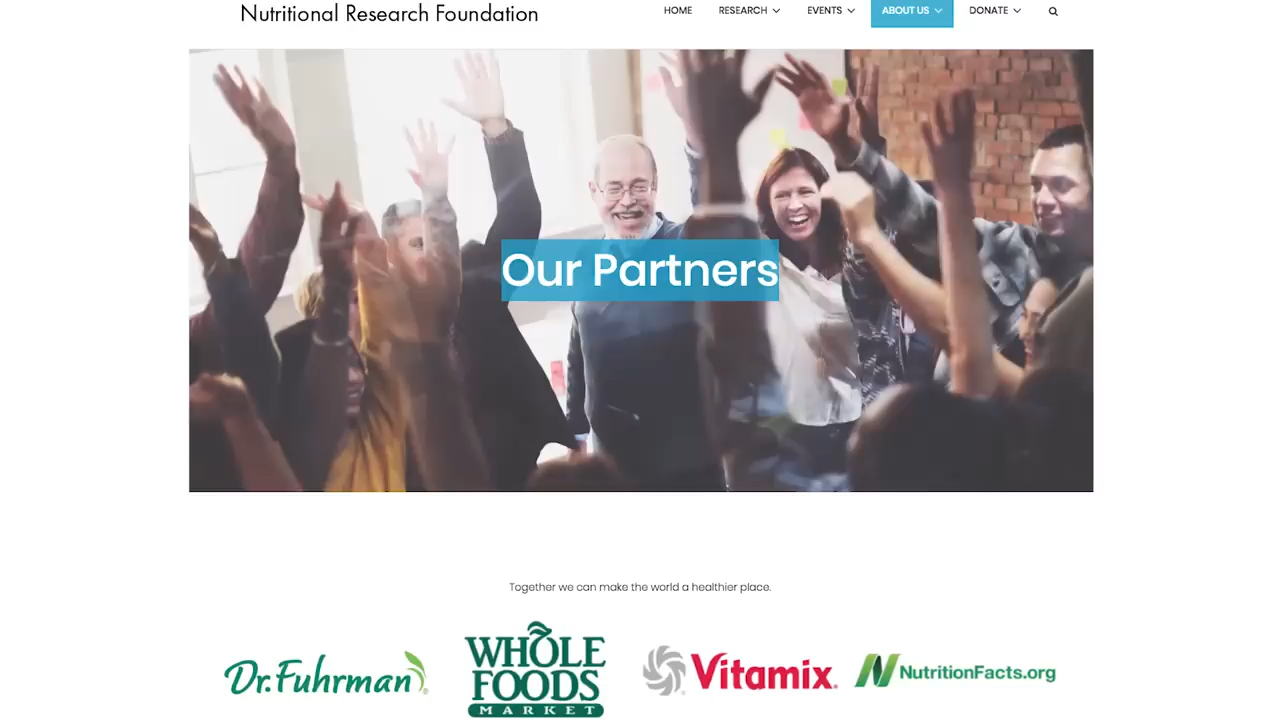 Nutritional Research Foundation
HOME RESEARCH EVENTS ABOUT US DONATE
Our Partners
Together we can make the world a healthier place.
Dr. Fuhrman
WHOLE
FOODS
MARKET
Vitamix
NutritionFacts.org